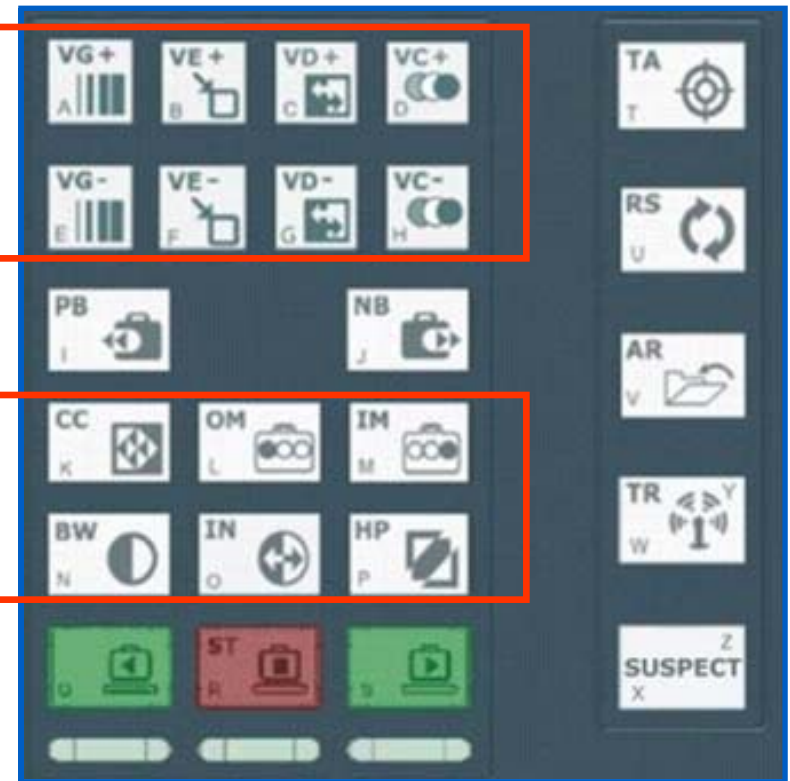 VG+ VE+ VD+ VC+
A B C D
VG- VE- VD- VC-
E F G H
PB NB
I J
CC OM IM
K L M
BW IN HP
N O P
ST
Q R S
TA
T
RS
U
AR
V
TR Y
W
Z
SUSPECT
X